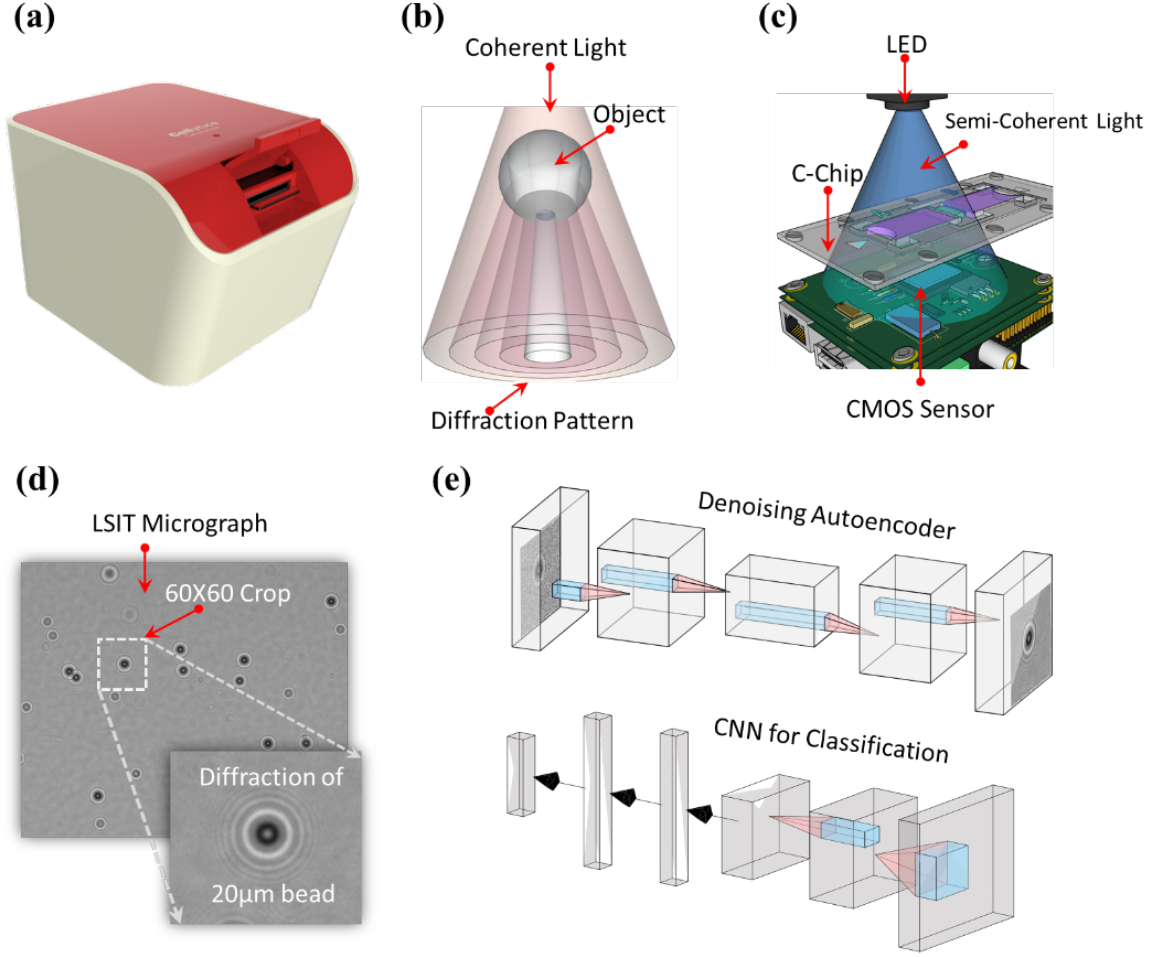 (a)
Cellytics
(b)
Coherent Light
Object
Diffraction Pattern
(c)
LED
Semi-Coherent Light
C-Chip
CMOS Sensor
(d)
LSIT Micrograph
60X60 Crop
Diffraction of
20µm bead
(e)
Denoising Autoencoder
CNN for Classification